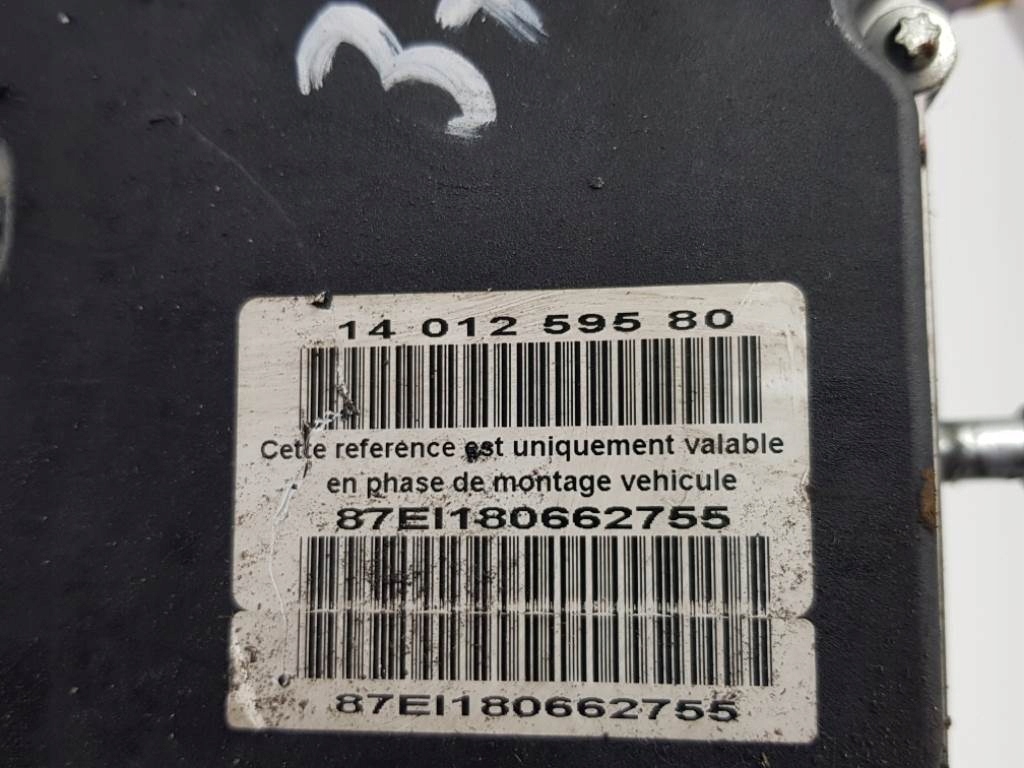 14 012 595 80
Cette reference est uniquement valable
en phase de montage vehicule
87EI180662755
87EI180662755